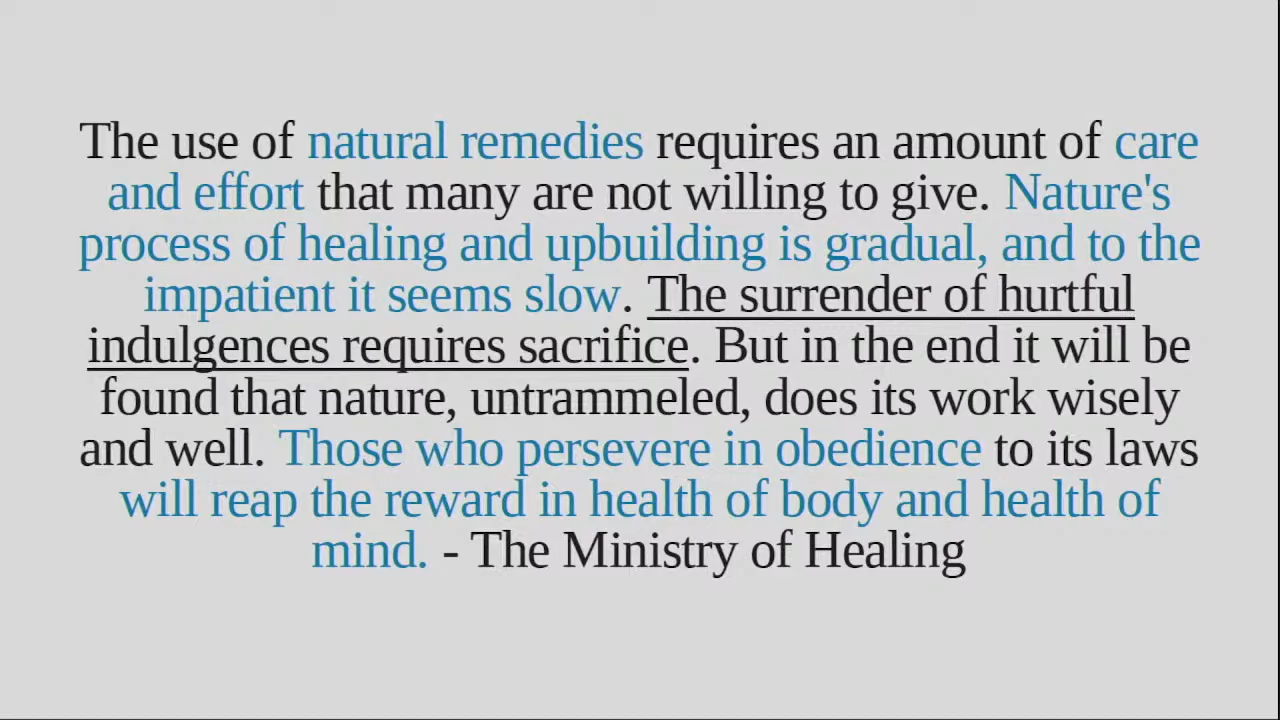 The use of natural remedies requires an amount of care
and effort that many are not willing to give. Nature's
process of healing and upbuilding is gradual, and to the
impatient it seems slow. The surrender of hurtful
indulgences requires sacrifice. But in the end it will be
found that nature, untrammeled, does its work wisely
and well. Those who persevere in obedience to its laws
will reap the reward in health of body and health of
mind. - The Ministry of Healing